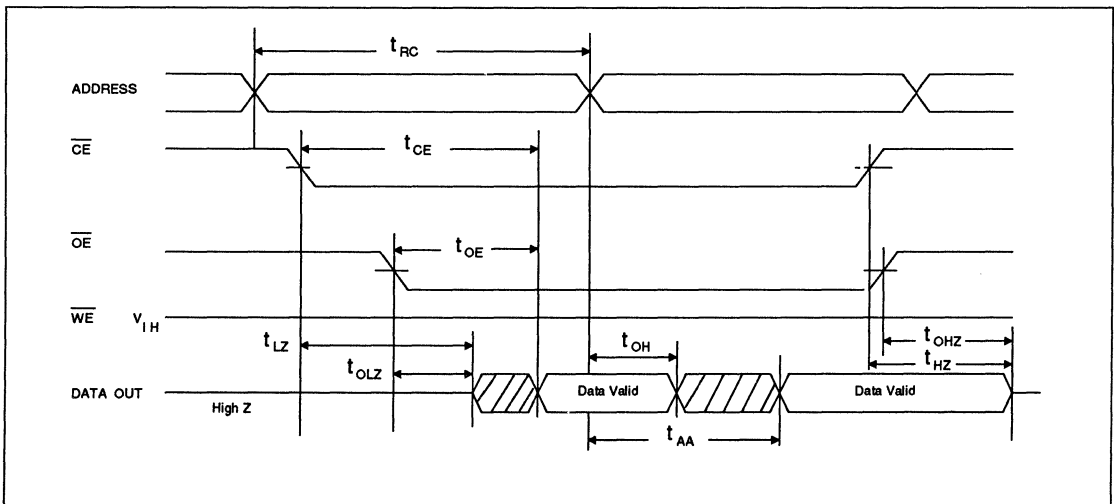 tRC
ADDRESS
CE
tCE
OE
tOE
WE VIH
tLZ
tOH
tOHZ
tOLZ
tHZ
DATA OUT
High Z
Data Valid
Data Valid
tAA